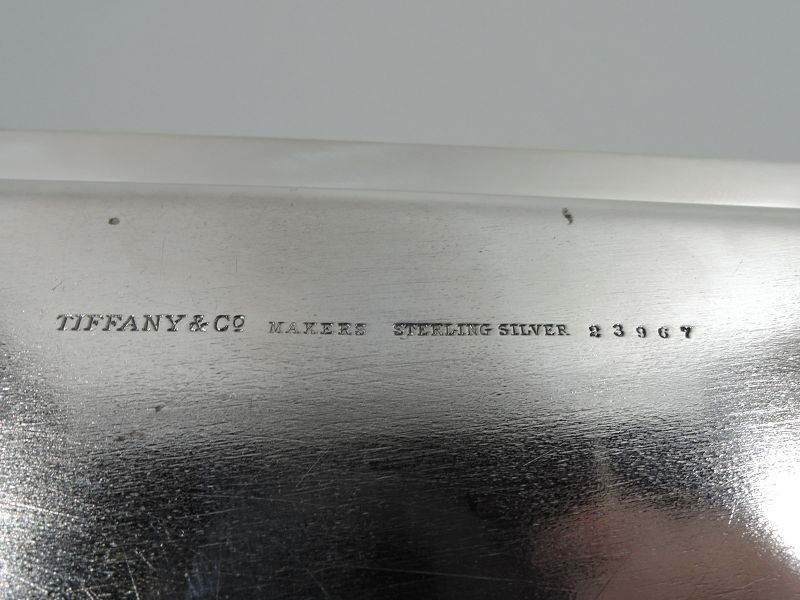 TIFFANY & Cº MAKERS STERLING SILVER 23967